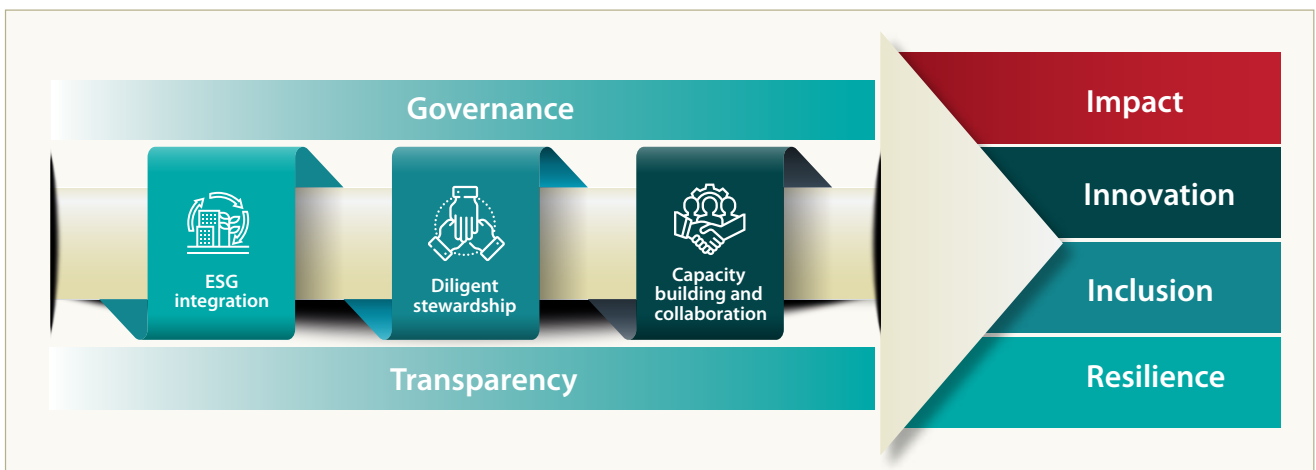 Governance
ESG
integration
Diligent
stewardship
Capacity
building and
collaboration
Transparency
Impact
Innovation
Inclusion
Resilience